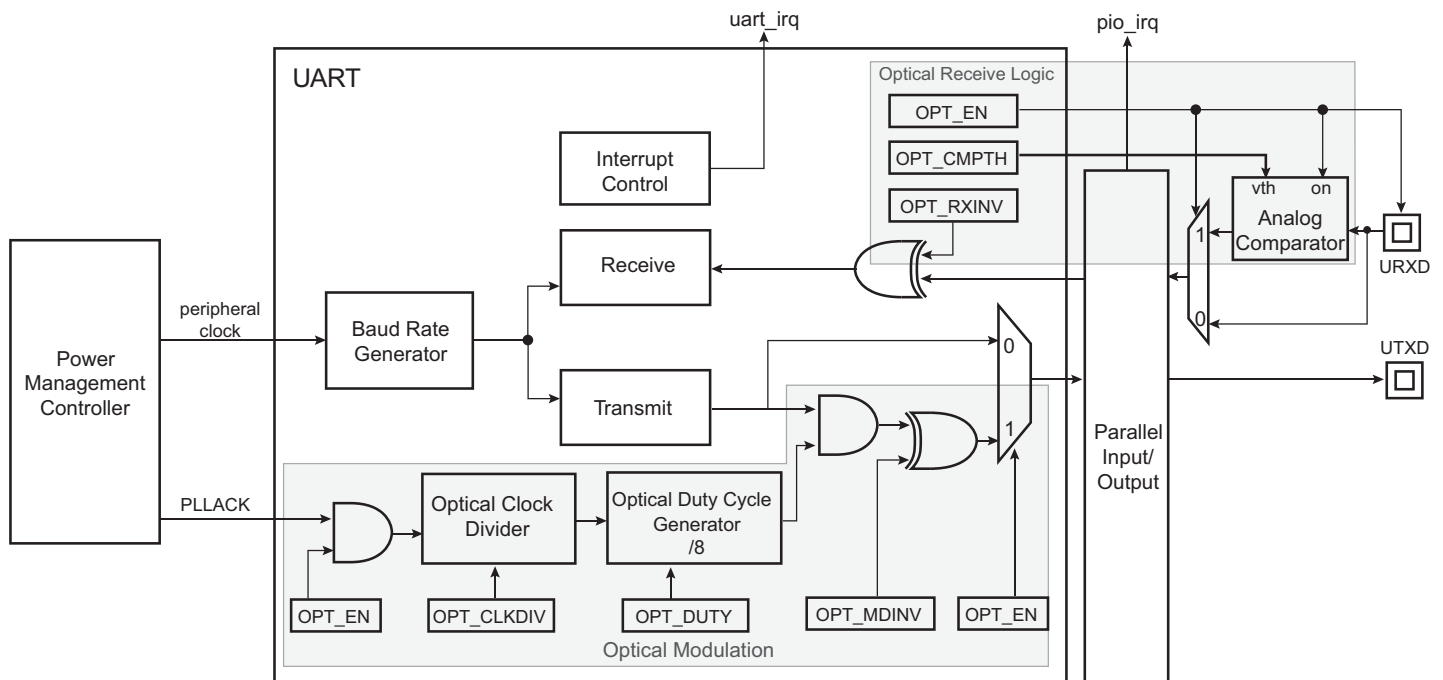 uart_irq
pio_irq
UART
Optical Receive Logic
OPT_EN
OPT_CMPTH
OPT_RXINV
vth on
Analog
Comparator
1
0
URXD
UTXD
Interrupt
Control
Receive
peripheral
clock
Baud Rate
Generator
Power
Management
Controller
Transmit
0
1
Parallel
Input/
Output
PLLACK
Optical Clock
Divider
Optical Duty Cycle
Generator
/8
OPT_EN
OPT_CLKDIV
OPT_DUTY
OPT_MDINV
OPT_EN
Optical Modulation